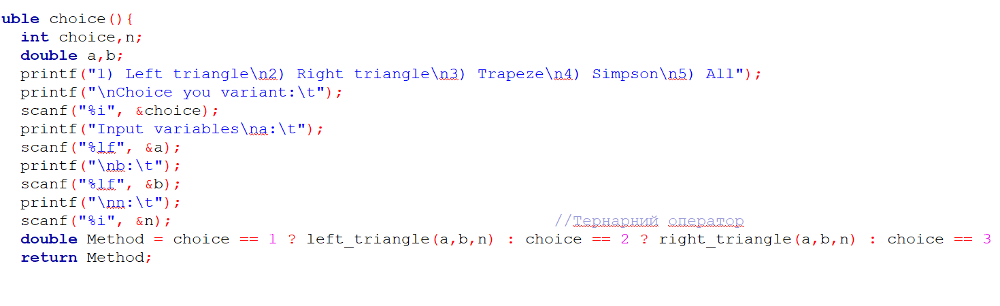 uble choice(){
int choice,n;
double a,b;
printf("1) Left triangle\n2) Right triangle\n3) Trapeze\n4) Simpson\n5) All");
printf("\nChoice you variant:\t");
scanf("%i", &choice);
printf("Input variables\na:\t");
scanf("%lf", &a);
printf("\nb:\t");
scanf("%lf", &b);
printf("\nn:\t");
scanf("%i", &n); //Тернарний оператор
double Method = choice == 1 ? left_triangle(a,b,n) : choice == 2 ? right_triangle(a,b,n) : choice == 3
return Method;